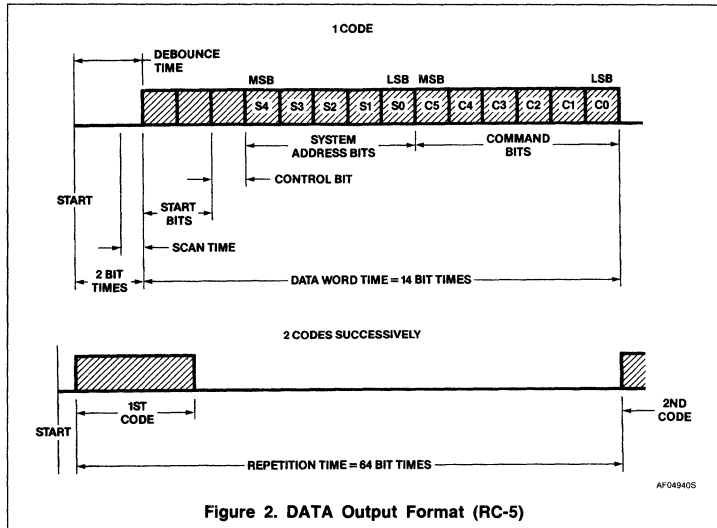 1 CODE
DEBOUNCE
TIME
MSB LSB MSB LSB
S4 S3 S2 S1 S0 C5 C4 C3 C2 C1 C0
SYSTEM
ADDRESS BITS
COMMAND
BITS
CONTROL BIT
START
START
BITS
SCAN TIME
2 BIT
TIMES
DATA WORD TIME = 14 BIT TIMES
2 CODES SUCCESSIVELY
1ST
CODE
2ND
CODE
START
REPETITION TIME = 64 BIT TIMES
AF04940S
Figure 2. DATA Output Format (RC-5)